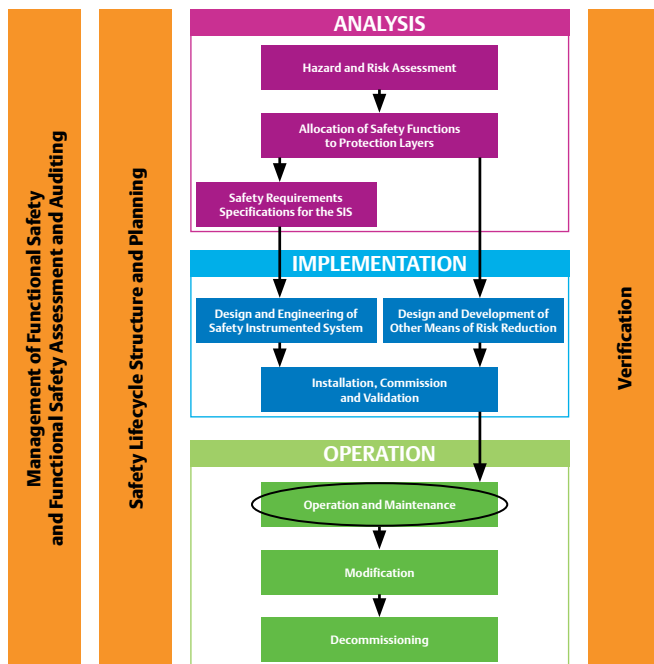 Management of Functional Safety
and Functional Safety Assessment and Auditing
Safety Lifecycle Structure and Planning
ANALYSIS
Hazard and Risk Assessment
Allocation of Safety Functions
to Protection Layers
Safety Requirements
Specifications for the SIS
IMPLEMENTATION
Design and Engineering of
Safety Instrumented System
Design and Development of
Other Means of Risk Reduction
Installation, Commission
and Validation
OPERATION
Operation and Maintenance
Modification
Decommissioning
Verification